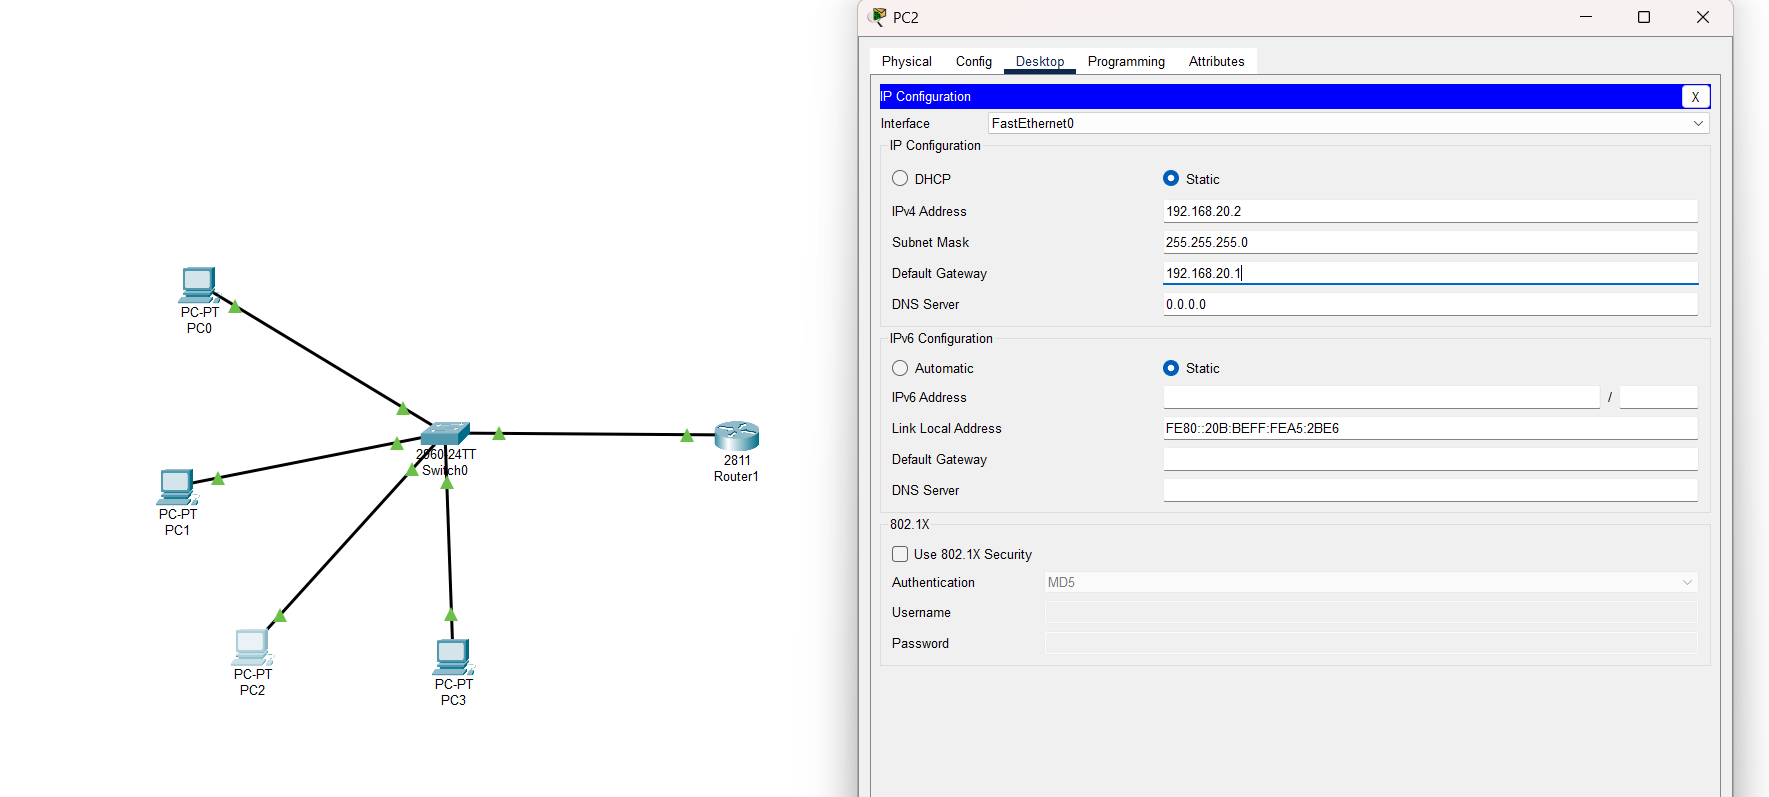 PC2
Physical Config Desktop Programming Attributes
IP Configuration X
Interface FastEthernet0
IP Configuration
DHCP Static
IPv4 Address 192.168.20.2
Subnet Mask 255.255.255.0
Default Gateway 192.168.20.1
DNS Server 0.0.0.0
IPv6 Configuration
Automatic Static
IPv6 Address /
Link Local Address FE80::20B:BEFF:FEA5:2BE6
Default Gateway
DNS Server
802.1X
Use 802.1X Security
Authentication MD5
Username
Password
PC-PT
PC0
2960-24TT
Switch0
2811
Router1
PC-PT
PC1
PC-PT
PC2
PC-PT
PC3